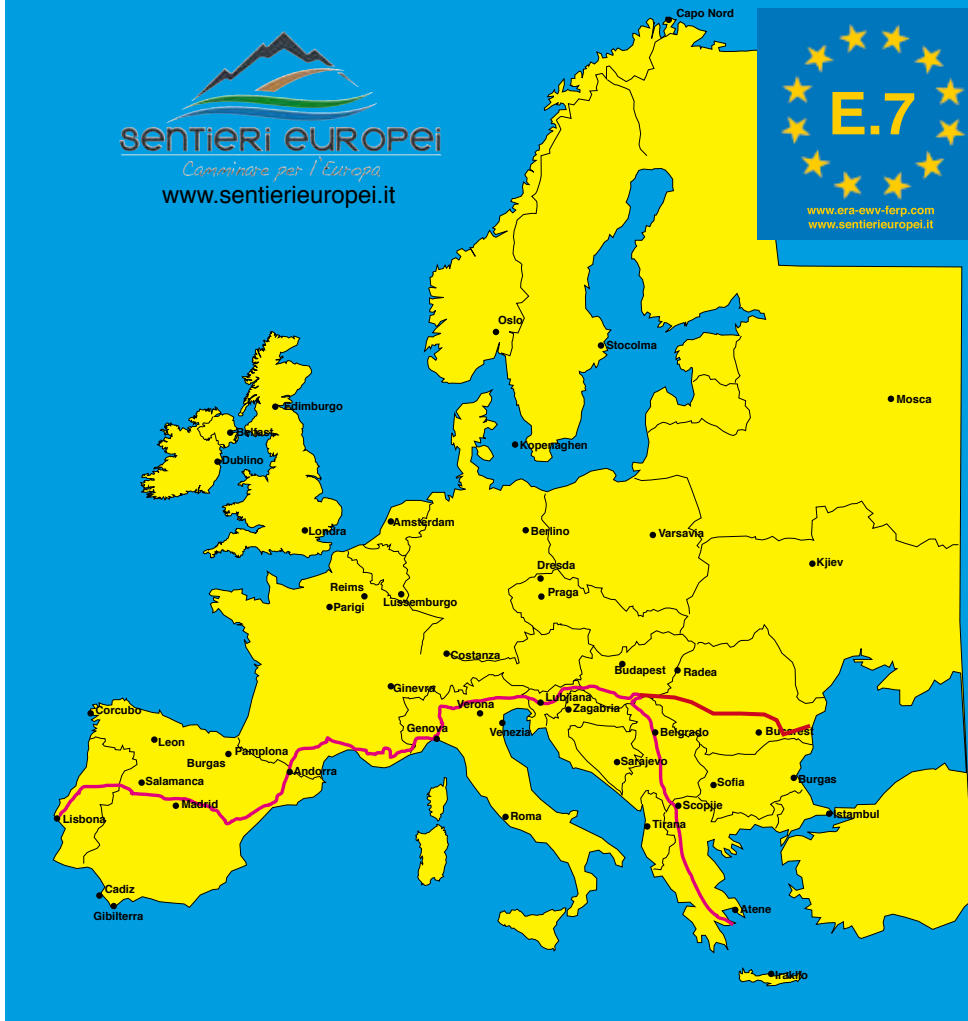 Capo Nord
SENTIERI EUROPEI
Camminare per l'Europa
www.sentierieuropei.it
E.7
www.era-ewv-ferp.com
www.sentierieuropei.it
Oslo
Stocolma
Mosca
Edimburgo
Belfast
Kopenaghen
Dublino
Amsterdam
Londra
Berlino
Varsavia
Kjiev
Dresda
Reims
Praga
Lussemburgo
Parigi
Costanza
Budapest
Radea
Ginevra
Lubliana
Verona
Zagabria
Corcubo
Genova
Venezia
Belgrado
Bucarest
Leon
Pamplona
Burgas
Sarajevo
Andorra
Salamanca
Sofia
Burgas
Madrid
Scopije
Lisbona
Roma
Tirana
Istambul
Cadiz
Gibilterra
Atene
Iraklio